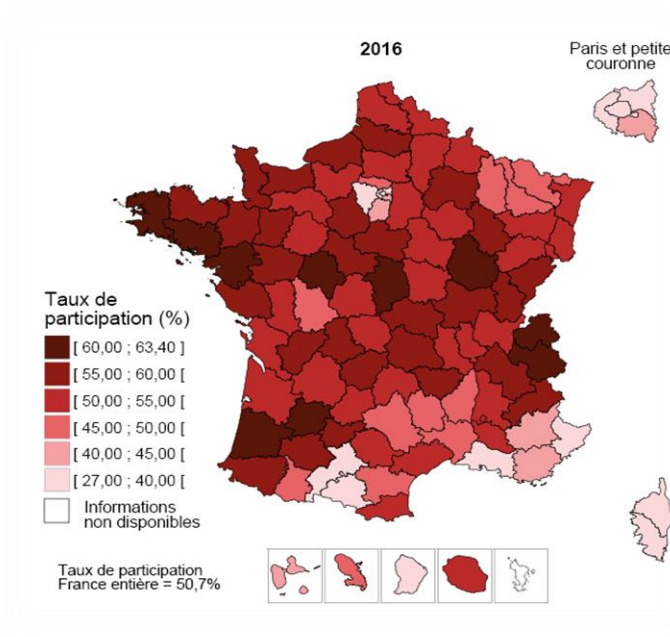 2016
Paris et petite
couronne
Taux de
participation (%)
[ 60,00 ; 63,40 ]
[ 55,00 ; 60,00 [
[ 50,00 ; 55,00 [
[ 45,00 ; 50,00 [
[ 40,00 ; 45,00 [
[ 27,00 ; 40,00 [
Informations
non disponibles
Taux de participation
France entière = 50,7%